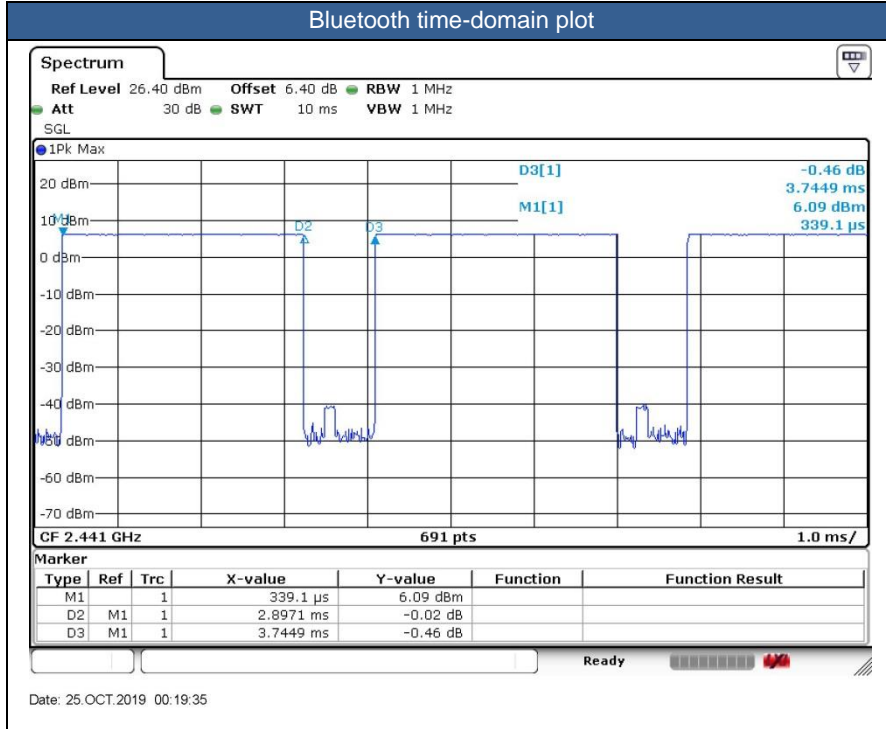 Bluetooth time-domain plot
Spectrum
Ref Level 26.40 dBm Offset 6.40 dB RBW 1 MHz
Att 30 dB SWT 10 ms VBW 1 MHz
SGL
1Pk Max
D3[1] -0.46 dB
3.7449 ms
M1[1] 6.09 dBm
339.1 µs
20 dBm
10 dBm
M1
D2
D3
0 dBm
-10 dBm
-20 dBm
-30 dBm
-40 dBm
-50 dBm
-60 dBm
-70 dBm
CF 2.441 GHz 691 pts 1.0 ms/
Marker
Type Ref Trc X-value Y-value Function Function Result
M1 1 339.1 µs 6.09 dBm
D2 M1 1 2.8971 ms -0.02 dB
D3 M1 1 3.7449 ms -0.46 dB
Ready
Date: 25.OCT.2019 00:19:35